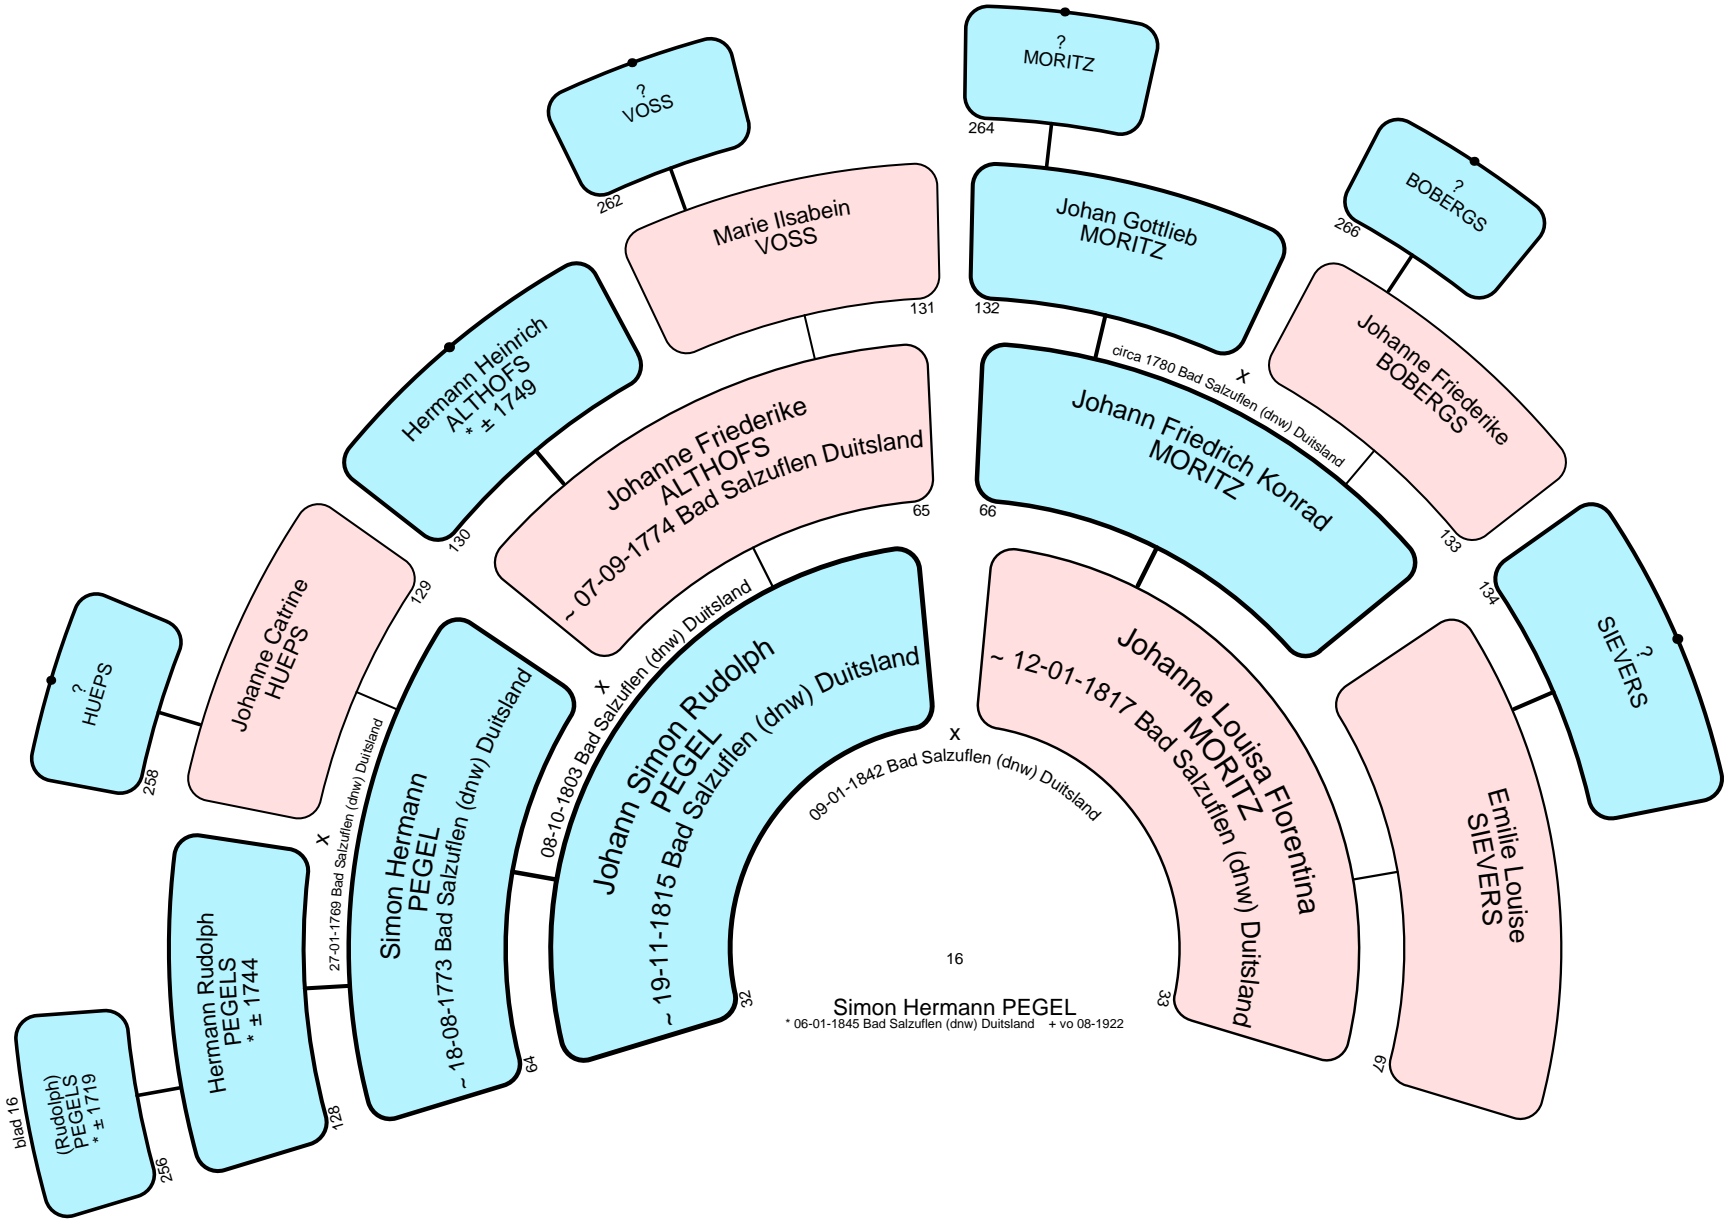 ?
MORITZ
264
?
VOSS
262
?
BOBERGS
266
Marie Ilsabein
VOSS
131
Johan Gottlieb
MORITZ
132
Hermann Heinrich
ALTHOFS
* ± 1749
130
Johanne Friederike
BOBERGS
133
circa 1780 Bad Salzuflen (dnw) Duitsland
x
Johanne Friederike
ALTHOFS
~ 07-09-1774 Bad Salzuflen Duitsland
65
Johann Friedrich Konrad
MORITZ
66
?
SIEVERS
134
Johanne Catrine
HUEPS
129
?
HUEPS
258
x
08-10-1803 Bad Salzuflen (dnw) Duitsland
Johann Simon Rudolph
PEGEL
~ 19-11-1815 Bad Salzuflen (dnw) Duitsland
32
Johanne Louisa Florentina
MORITZ
~ 12-01-1817 Bad Salzuflen (dnw) Duitsland
33
x
09-01-1842 Bad Salzuflen (dnw) Duitsland
Simon Hermann
PEGEL
~ 18-08-1773 Bad Salzuflen (dnw) Duitsland
64
x
27-01-1769 Bad Salzuflen (dnw) Duitsland
Emilie Louise
SIEVERS
67
Hermann Rudolph
PEGELS
* ± 1744
128
(Rudolph)
PEGELS
* ± 1719
256
blad 16
16
Simon Hermann PEGEL
* 06-01-1845 Bad Salzuflen (dnw) Duitsland + vo 08-1922